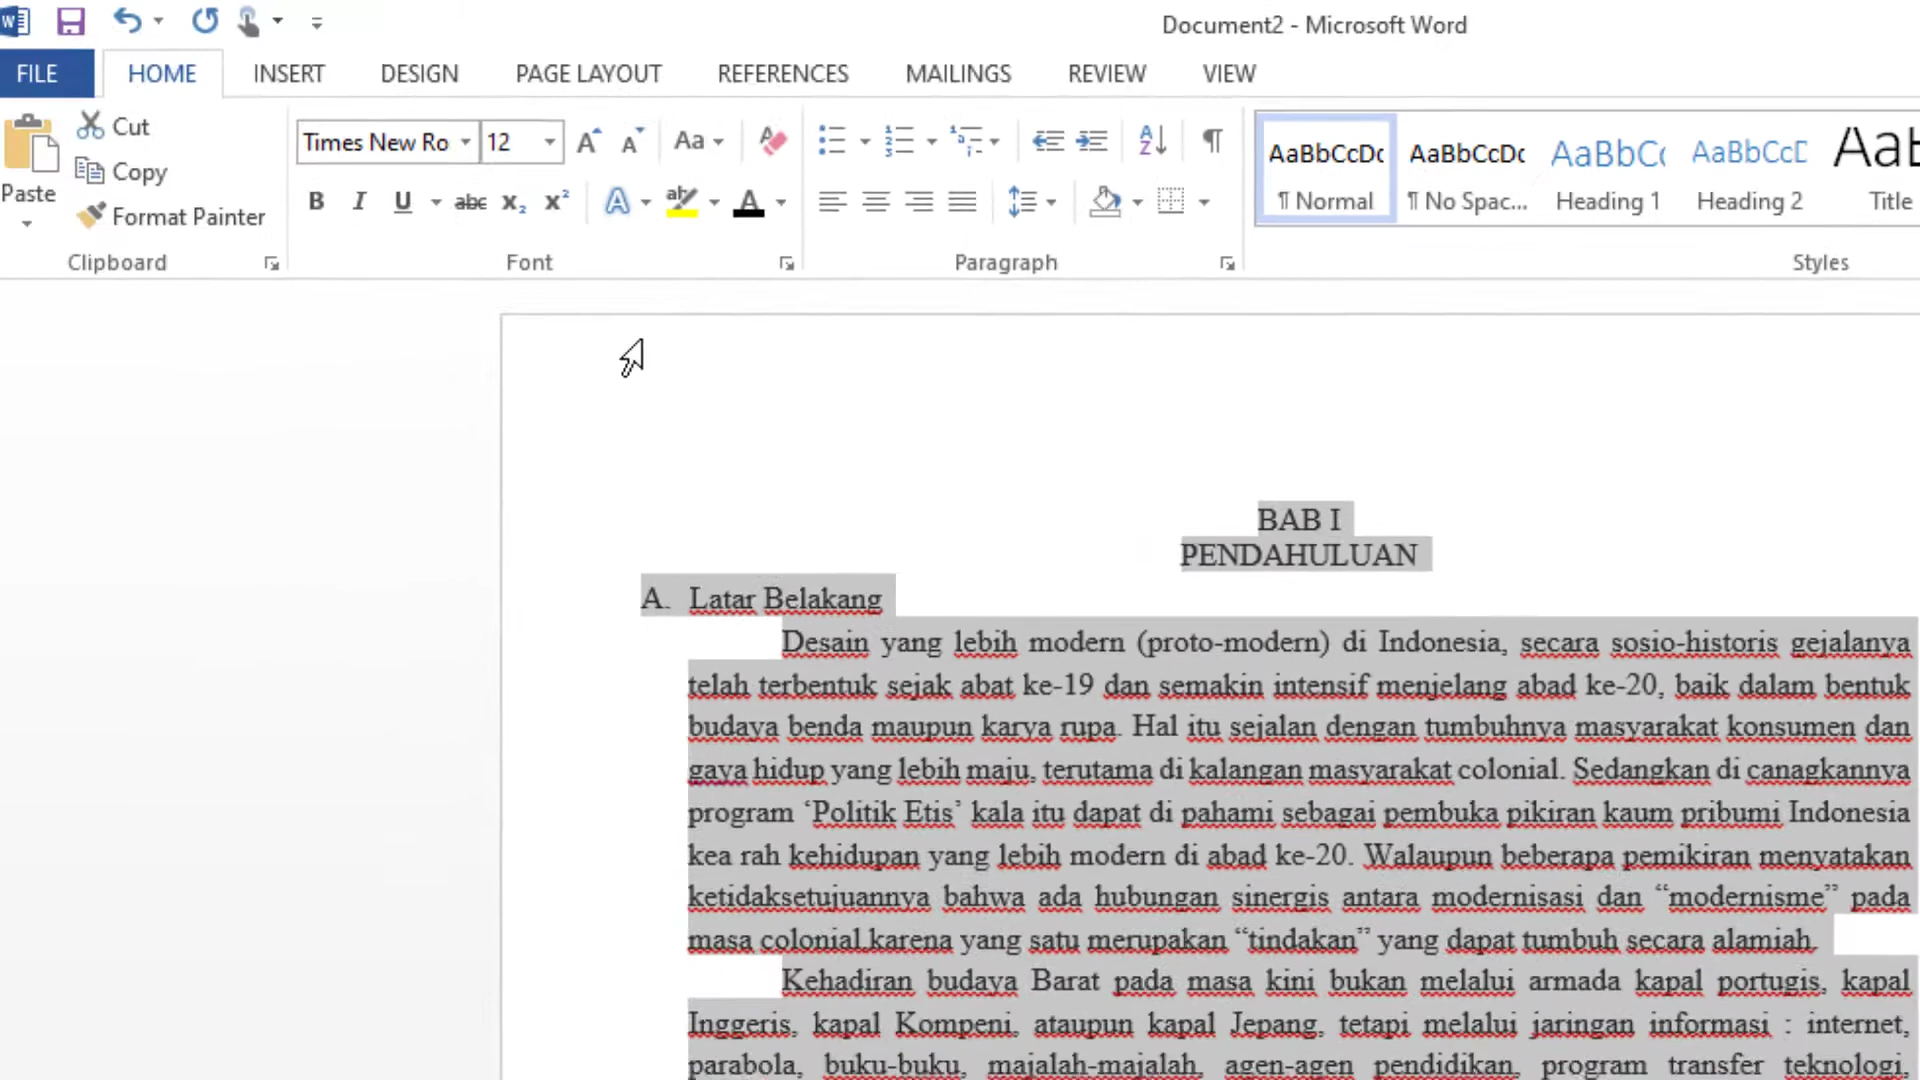 Document2 - Microsoft Word
FILE HOME INSERT DESIGN PAGE LAYOUT REFERENCES MAILINGS REVIEW VIEW
Paste
Cut
Copy
Format Painter
Clipboard
Times New Ro 12
Aa
B I U abc X₂ X²
A A
Font
Paragraph
AaBbCcDc AaBbCcDc AaBbC AaBbCcE Aa
¶ Normal ¶ No Spac... Heading 1 Heading 2 Title
Styles
BAB I
PENDAHULUAN
A. Latar Belakang
Desain yang lebih modern (proto-modern) di Indonesia, secara sosio-historis gejalanya
telah terbentuk sejak abat ke-19 dan semakin intensif menjelang abad ke-20, baik dalam bentuk
budaya benda maupun karya rupa. Hal itu sejalan dengan tumbuhnya masyarakat konsumen dan
gaya hidup yang lebih maju, terutama di kalangan masyarakat colonial. Sedangkan di canagkannya
program ‘Politik Etis’ kala itu dapat di pahami sebagai pembuka pikiran kaum pribumi Indonesia
kea rah kehidupan yang lebih modern di abad ke-20. Walaupun beberapa pemikiran menyatakan
ketidaksetujuannya bahwa ada hubungan sinergis antara modernisasi dan “modernisme” pada
masa colonial,karena yang satu merupakan “tindakan” yang dapat tumbuh secara alamiah.
Kehadiran budaya Barat pada masa kini bukan melalui armada kapal portugis, kapal
Inggeris, kapal Kompeni, ataupun kapal Jepang, tetapi melalui jaringan informasi : internet,
parabola, buku-buku, majalah-majalah, agen-agen pendidikan, program transfer teknologi,